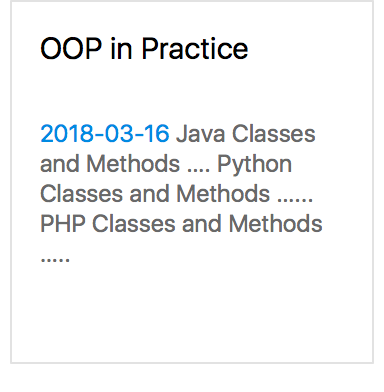 OOP in Practice
2018-03-16 Java Classes
and Methods .... Python
Classes and Methods ......
PHP Classes and Methods
.....